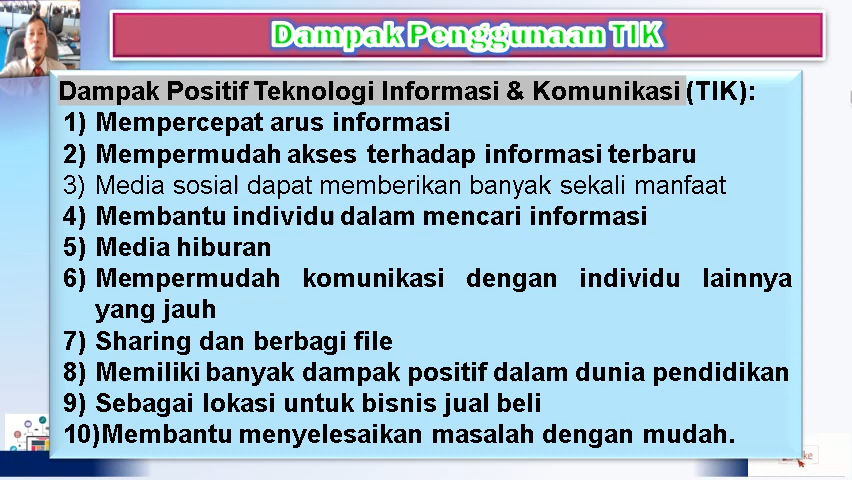 Dampak Penggunaan TIK
Dampak Positif Teknologi Informasi & Komunikasi (TIK):
1) Mempercepat arus informasi
2) Mempermudah akses terhadap informasi terbaru
3) Media sosial dapat memberikan banyak sekali manfaat
4) Membantu individu dalam mencari informasi
5) Media hiburan
6) Mempermudah komunikasi dengan individu lainnya
yang jauh
7) Sharing dan berbagi file
8) Memiliki banyak dampak positif dalam dunia pendidikan
9) Sebagai lokasi untuk bisnis jual beli
10)Membantu menyelesaikan masalah dengan mudah.